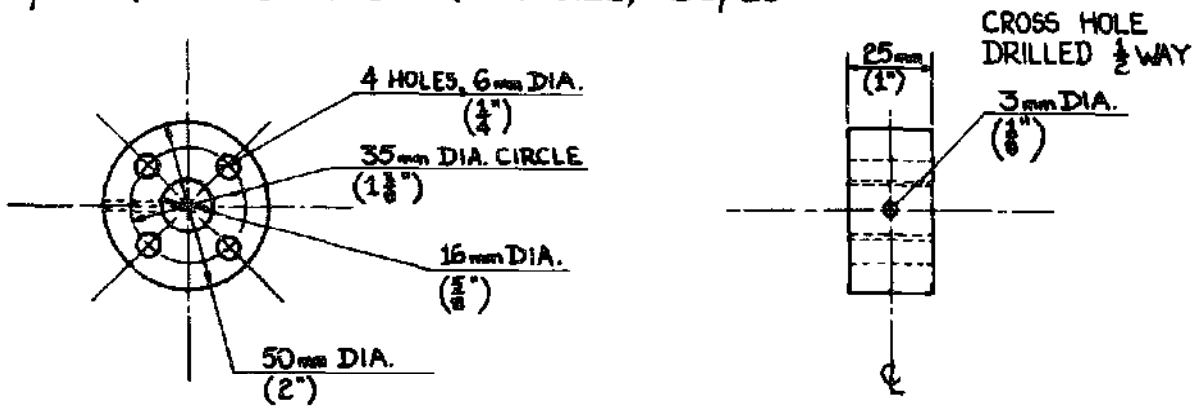 4 HOLES, 6mm DIA.
(1/4")
35mm DIA. CIRCLE
(1 3/8")
16mm DIA.
(5/8")
50mm DIA.
(2")
CROSS HOLE
DRILLED 1/2 WAY
25mm
(1")
3mm DIA.
(1/8")
℄